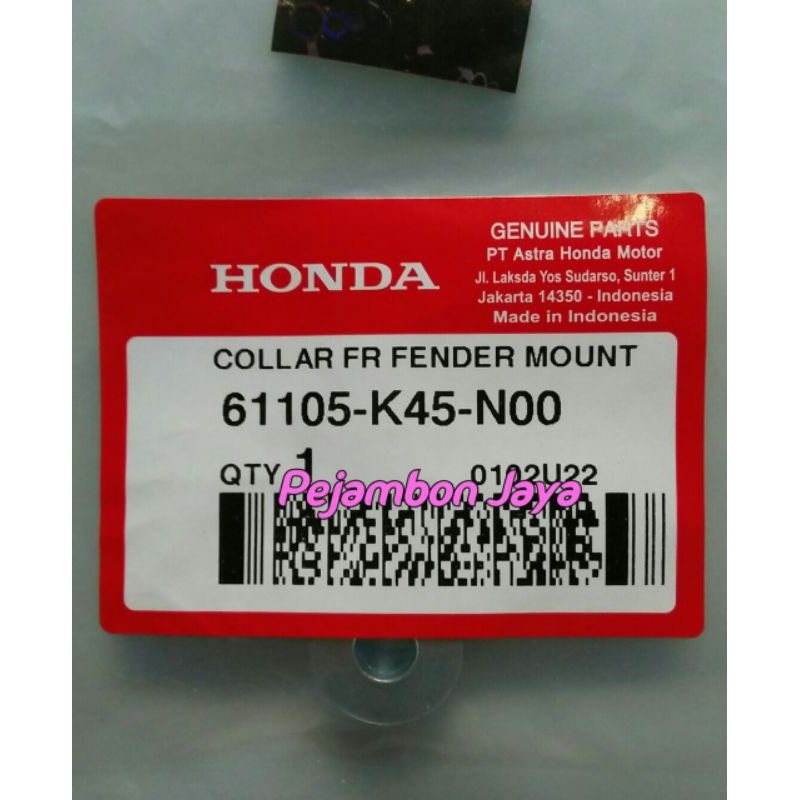 GENUINE PARTS
PT Astra Honda Motor
Jl. Laksda Yos Sudarso, Sunter 1
Jakarta 14350 - Indonesia
Made in Indonesia
HONDA
COLLAR FR FENDER MOUNT
61105-K45-N00
QTY 1 0102U22
Pejambon Jaya